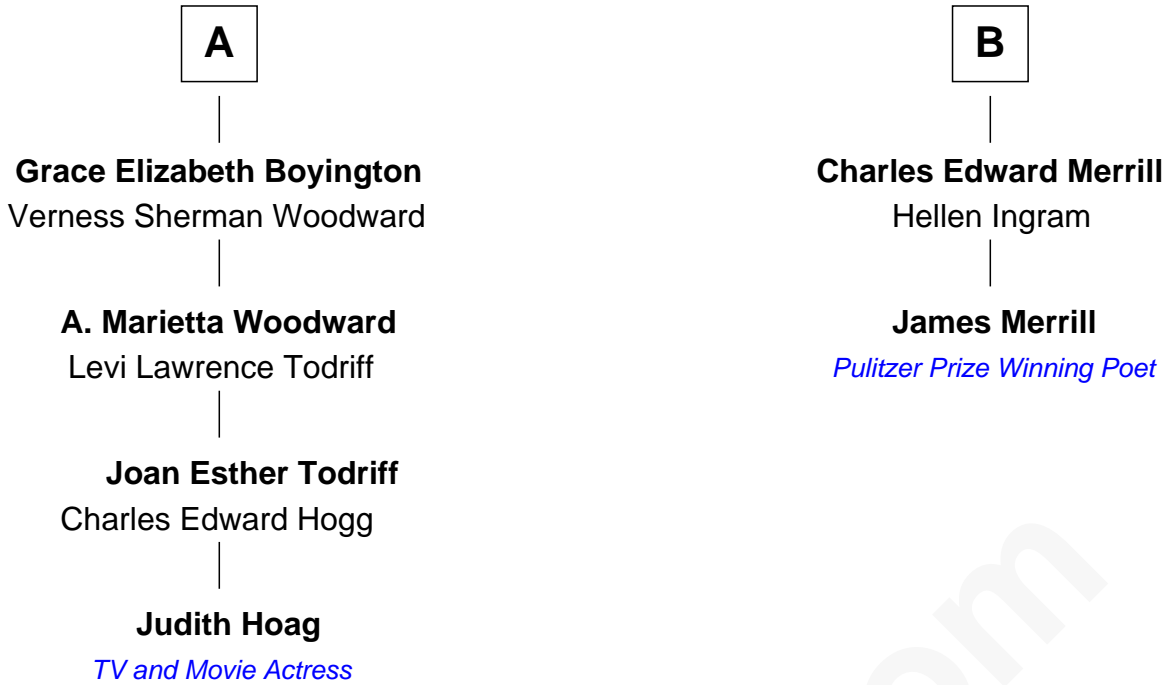 A
Grace Elizabeth Boyington
Verness Sherman Woodward
A. Marietta Woodward
Levi Lawrence Todriff
Joan Esther Todriff
Charles Edward Hogg
Judith Hoag
TV and Movie Actress
B
Charles Edward Merrill
Hellen Ingram
James Merrill
Pulitzer Prize Winning Poet
om